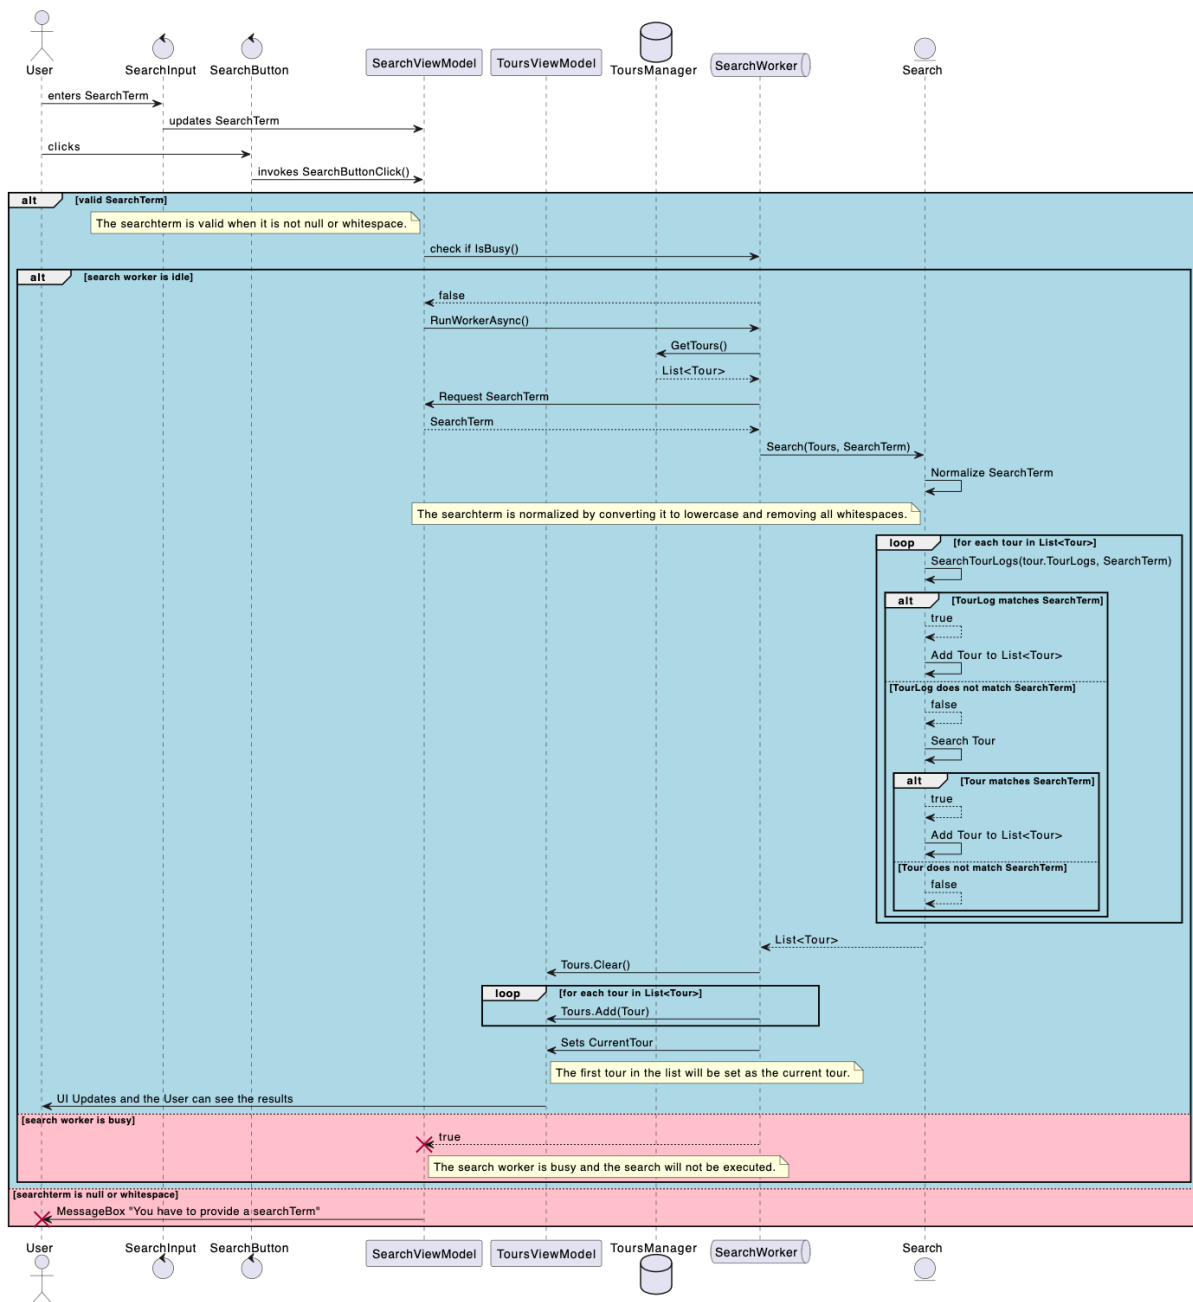 User
SearchInput
SearchButton
SearchViewModel
ToursViewModel
ToursManager
SearchWorker
Search
enters SearchTerm
updates SearchTerm
clicks
invokes SearchButtonClick()
alt [valid SearchTerm]
The searchterm is valid when it is not null or whitespace.
check if IsBusy()
alt [search worker is idle]
false
RunWorkerAsync()
GetTours()
List<Tour>
Request SearchTerm
SearchTerm
Search(Tours, SearchTerm)
Normalize SearchTerm
The searchterm is normalized by converting it to lowercase and removing all whitespaces.
loop [for each tour in List<Tour>]
SearchTourLogs(tour.TourLogs, SearchTerm)
alt [TourLog matches SearchTerm]
true
Add Tour to List<Tour>
[TourLog does not match SearchTerm]
false
Search Tour
alt [Tour matches SearchTerm]
true
Add Tour to List<Tour>
[Tour does not match SearchTerm]
false
List<Tour>
Tours.Clear()
loop [for each tour in List<Tour>]
Tours.Add(Tour)
Sets CurrentTour
The first tour in the list will be set as the current tour.
UI Updates and the User can see the results
[search worker is busy]
true
The search worker is busy and the search will not be executed.
[searchterm is null or whitespace]
MessageBox "You have to provide a searchTerm"
User
SearchInput
SearchButton
SearchViewModel
ToursViewModel
ToursManager
SearchWorker
Search